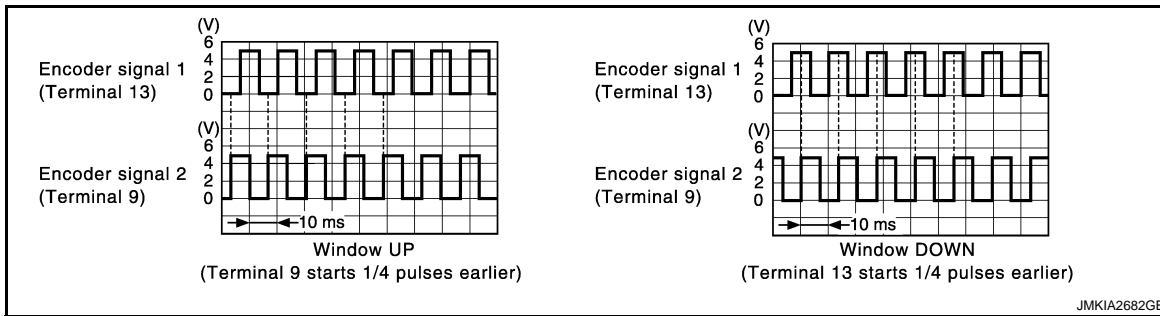 (V)
6
4
2
0
Encoder signal 1
(Terminal 13)
(V)
6
4
2
0
Encoder signal 2
(Terminal 9)
10 ms
Window UP
(Terminal 9 starts 1/4 pulses earlier)
(V)
6
4
2
0
Encoder signal 1
(Terminal 13)
(V)
6
4
2
0
Encoder signal 2
(Terminal 9)
10 ms
Window DOWN
(Terminal 13 starts 1/4 pulses earlier)
JMKIA2682GB